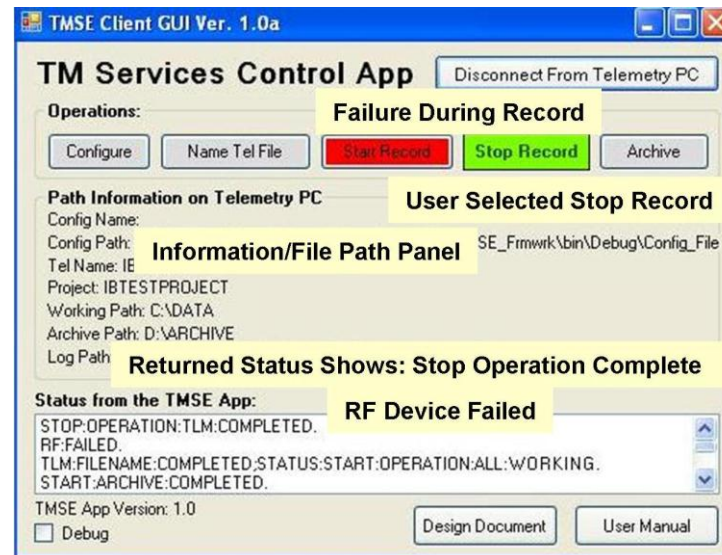 TMSE Client GUI Ver. 1.0a
TM Services Control App
Disconnect From Telemetry PC
Operations:
Failure During Record
Configure
Name Tel File
Start Record
Stop Record
Archive
Path Information on Telemetry PC
User Selected Stop Record
Config Name:
Config Path:
SE_Frmwrk\bin\Debug\Config_File
Information/File Path Panel
Tel Name: IB
Project: IBTESTPROJECT
Working Path: C:\DATA
Archive Path: D:\ARCHIVE
Log Path
Returned Status Shows: Stop Operation Complete
Status from the TMSE App:
RF Device Failed
STOP:OPERATION:TLM:COMPLETED.
RF:FAILED.
TLM:FILENAME:COMPLETED;STATUS:START:OPERATION:ALL:WORKING.
START:ARCHIVE:COMPLETED.
TMSE App Version: 1.0
Debug
Design Document
User Manual